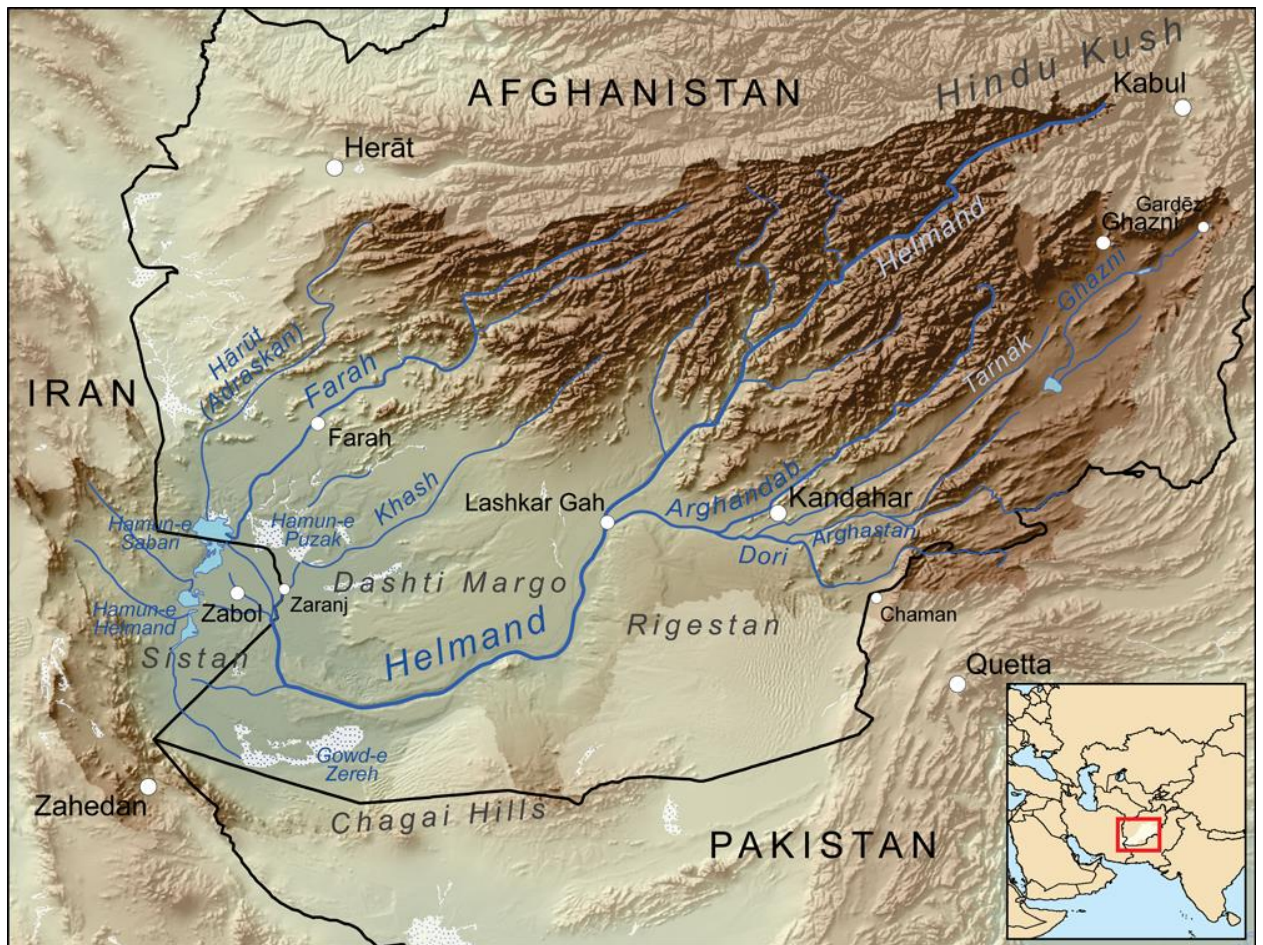 Hindu Kush
AFGHANISTAN
Kabul
Herāt
Gardēz
Ghazni
Helmand
Ghazni
Hārūt
(Adraskan)
Farah
Tarnak
IRAN
Farah
Khash
Arghandab
Lashkar Gah
Kandahar
Hamun-e
Saban
Hamun-e
Puzak
Arghastan
Dori
Dashti Margo
Zabol
Zaranj
Chaman
Hamun-e
Helmand
Helmand
Rigestan
Sistan
Quetta
Gowd-e
Zereh
Zahedan
Chagai Hills
PAKISTAN